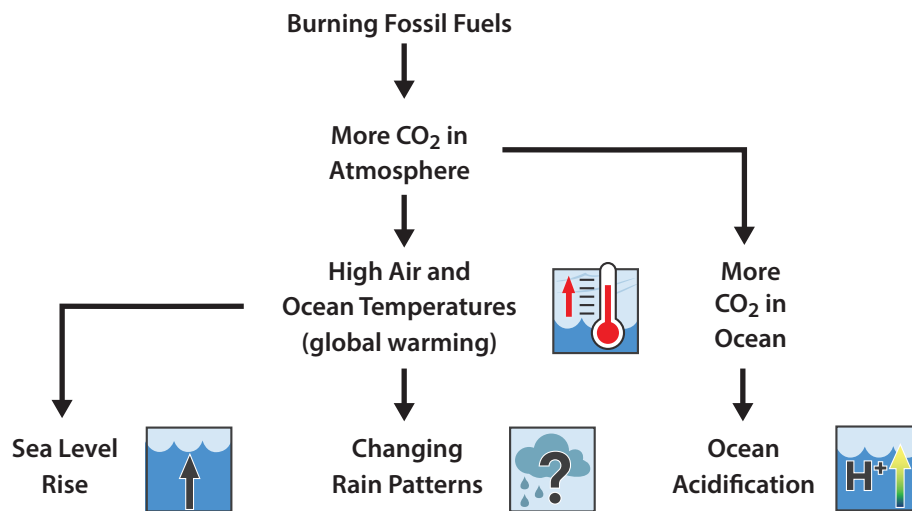 Burning Fossil Fuels
More CO₂ in
Atmosphere
High Air and
Ocean Temperatures
(global warming)
More
CO₂ in
Ocean
Sea Level
Rise
Changing
Rain Patterns
?
Ocean
Acidification
H⁺